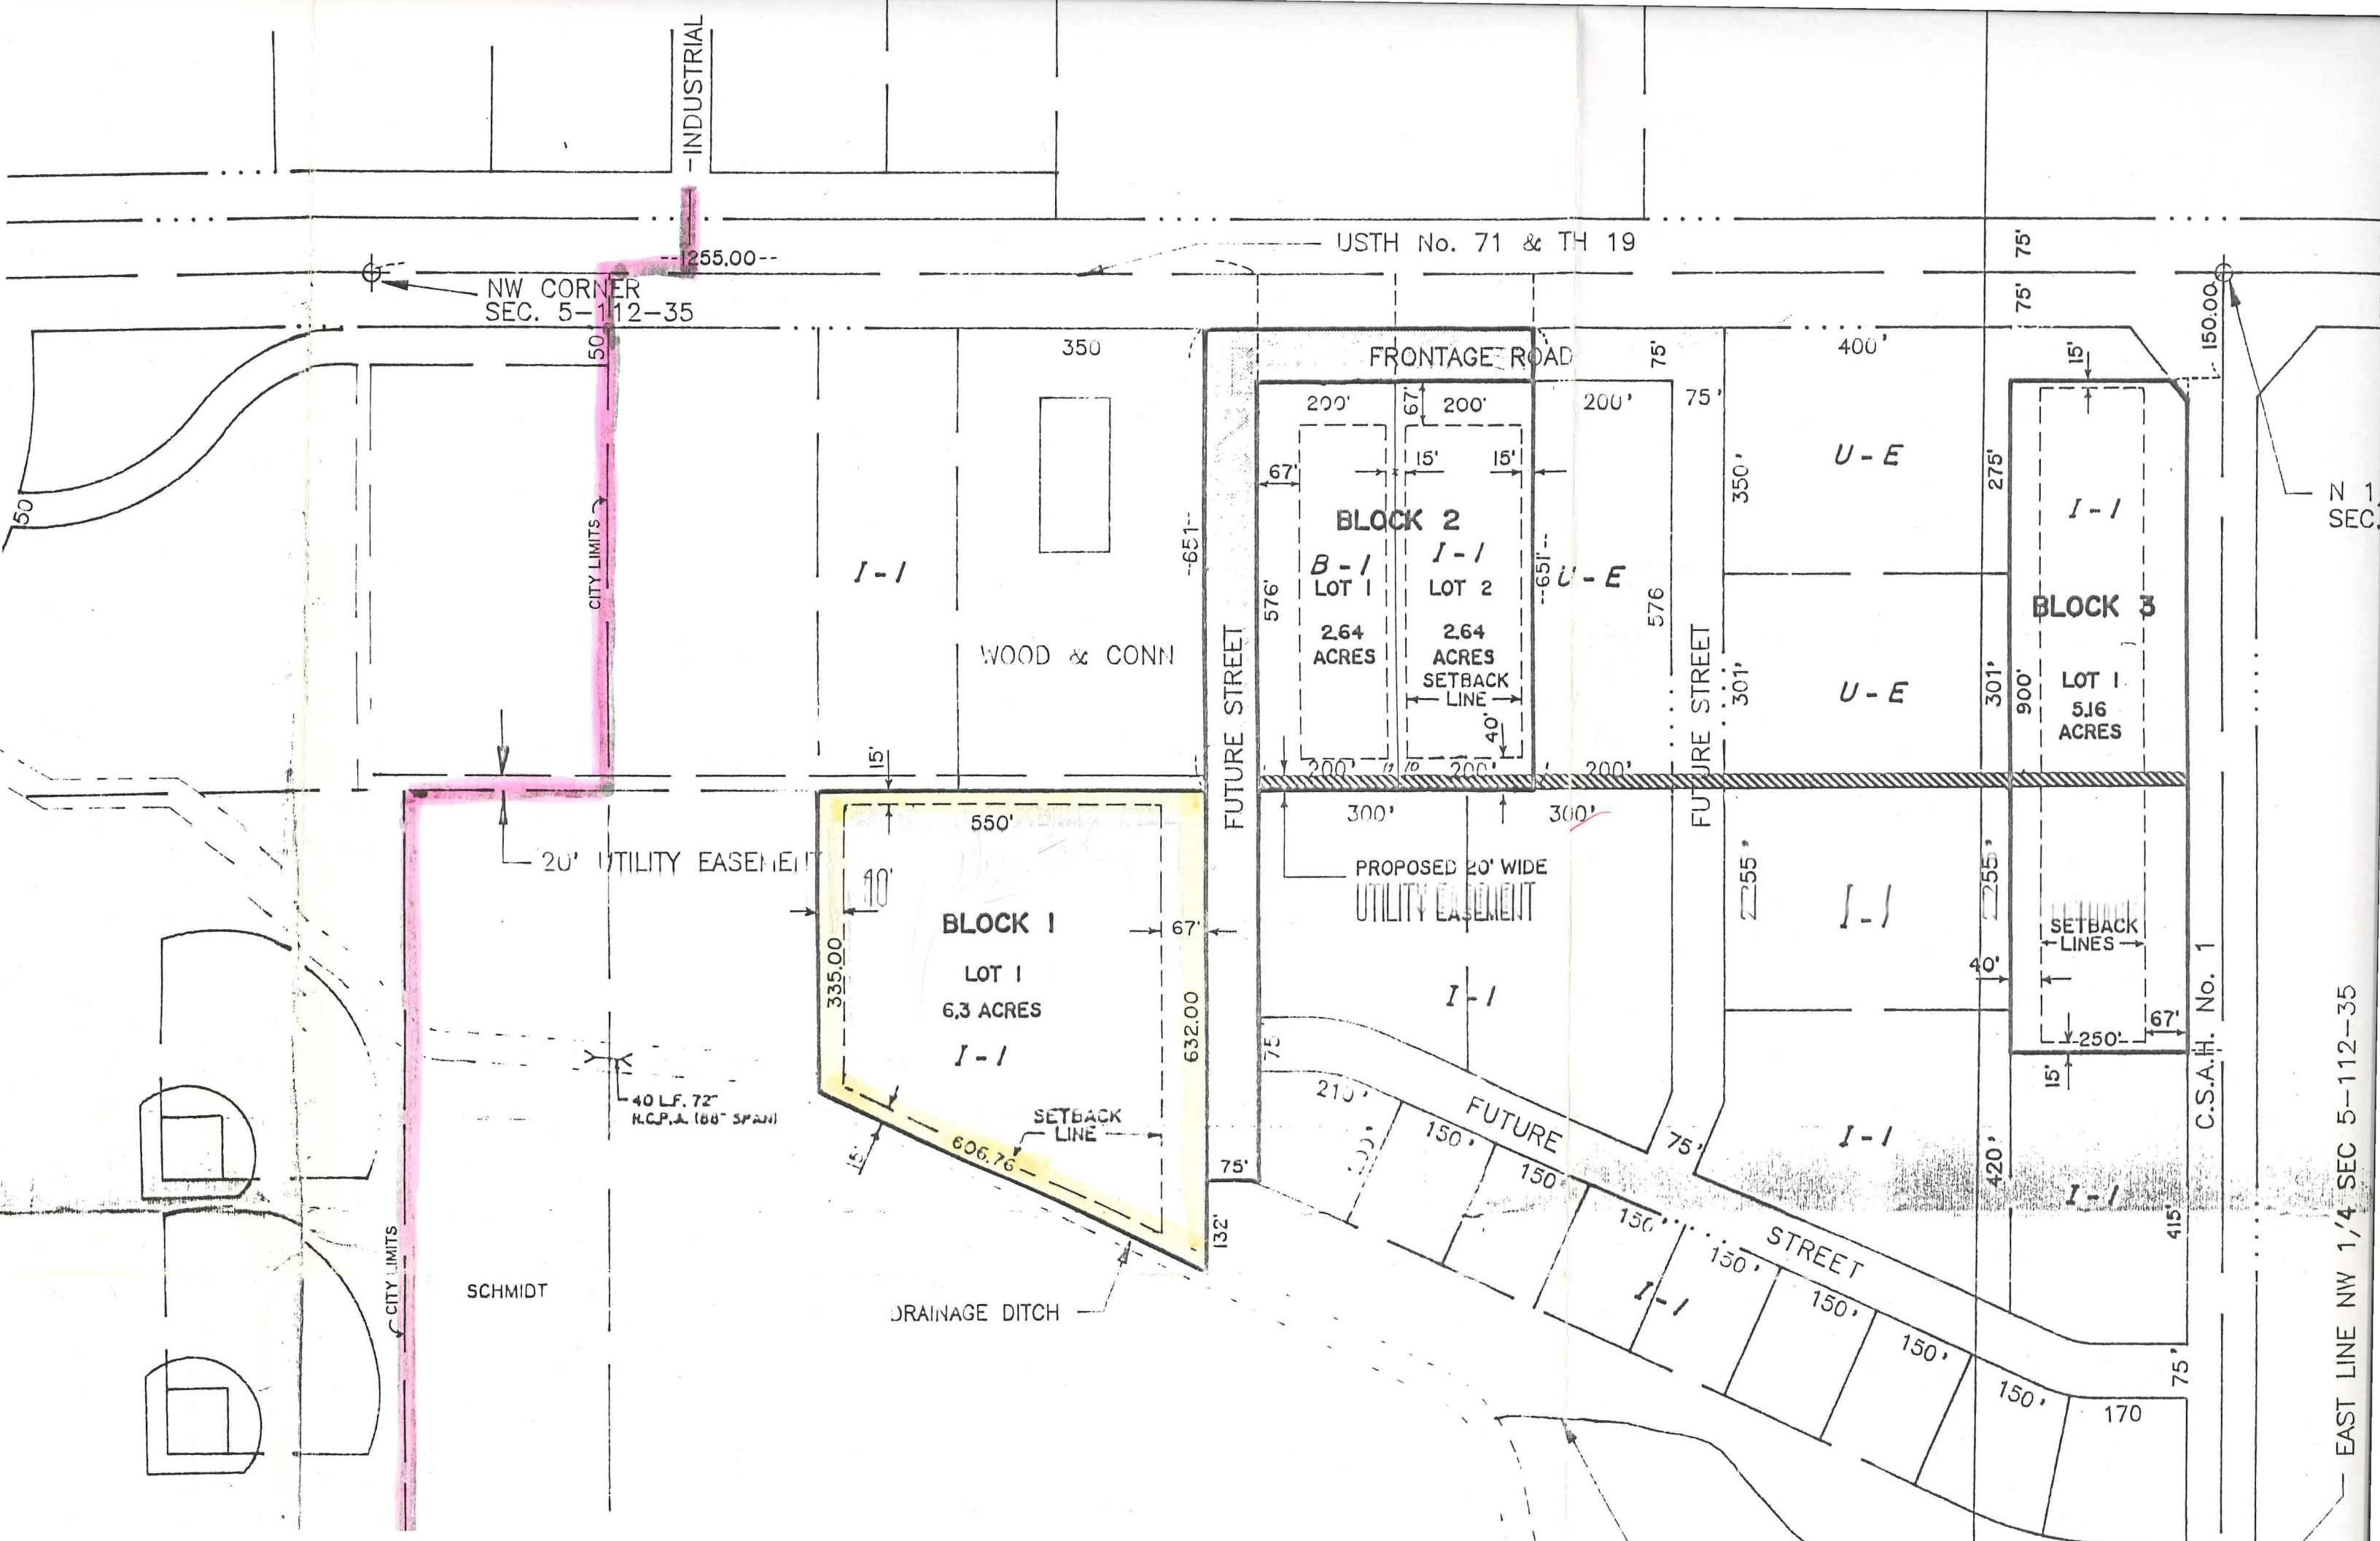 INDUSTRIAL
USTH No. 71 & TH 19
--255.00--
NW CORNER
SEC. 5-112-35
75'
75'
150.00
50
350
FRONTAGE ROAD
75'
400'
15'
200'
67'
200'
200'
75'
67'
15'
15'
BLOCK 2
B-1
LOT 1
2.64
ACRES
I-1
LOT 2
2.64
ACRES
SETBACK
LINE
40'
--651--
576'
--651'--
U-E
576
350'
U-E
275'
I-1
BLOCK 3
LOT 1
5.16
ACRES
N 1
SEC.
50
CITY LIMITS
I-1
WOOD & CONN
FUTURE STREET
FUTURE STREET
301'
U-E
301'
900'
15'
200'
200'
200'
550'
300'
300'
20' UTILITY EASEMENT
40'
PROPOSED 20' WIDE
UTILITY EASEMENT
255'
I-1
255'
SETBACK
LINES
40'
67'
250'
15'
BLOCK 1
LOT 1
6.3 ACRES
I-1
67'
335.00
632.00
I-1
C.S.A.H. No. 1
EAST LINE NW 1/4 SEC 5-112-35
40 L.F. 72"
R.C.P.A. (88" SPAN)
SETBACK
LINE
15'
606.76
75'
75'
132'
210'
FUTURE
STREET
75'
150'
150'
150'
150'
150'
150'
150'
170
75'
I-1
I-1
I-1
420'
415'
CITY LIMITS
SCHMIDT
DRAINAGE DITCH